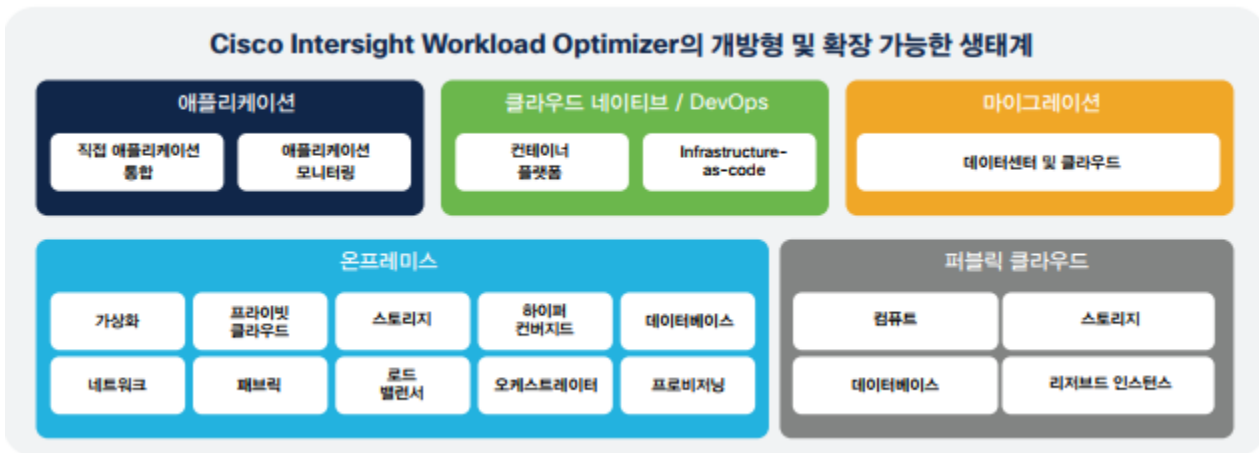 Cisco Intersight Workload Optimizer의 개방형 및 확장 가능한 생태계
애플리케이션
직접 애플리케이션
통합
애플리케이션
모니터링
클라우드 네이티브 / DevOps
컨테이너
플랫폼
Infrastructure-
as-code
마이그레이션
데이터센터 및 클라우드
온프레미스
가상화
프라이빗
클라우드
스토리지
하이퍼
컨버지드
데이터베이스
네트워크
패브릭
로드
밸런서
오케스트레이터
프로비저닝
퍼블릭 클라우드
컴퓨트
스토리지
데이터베이스
리저브드 인스턴스